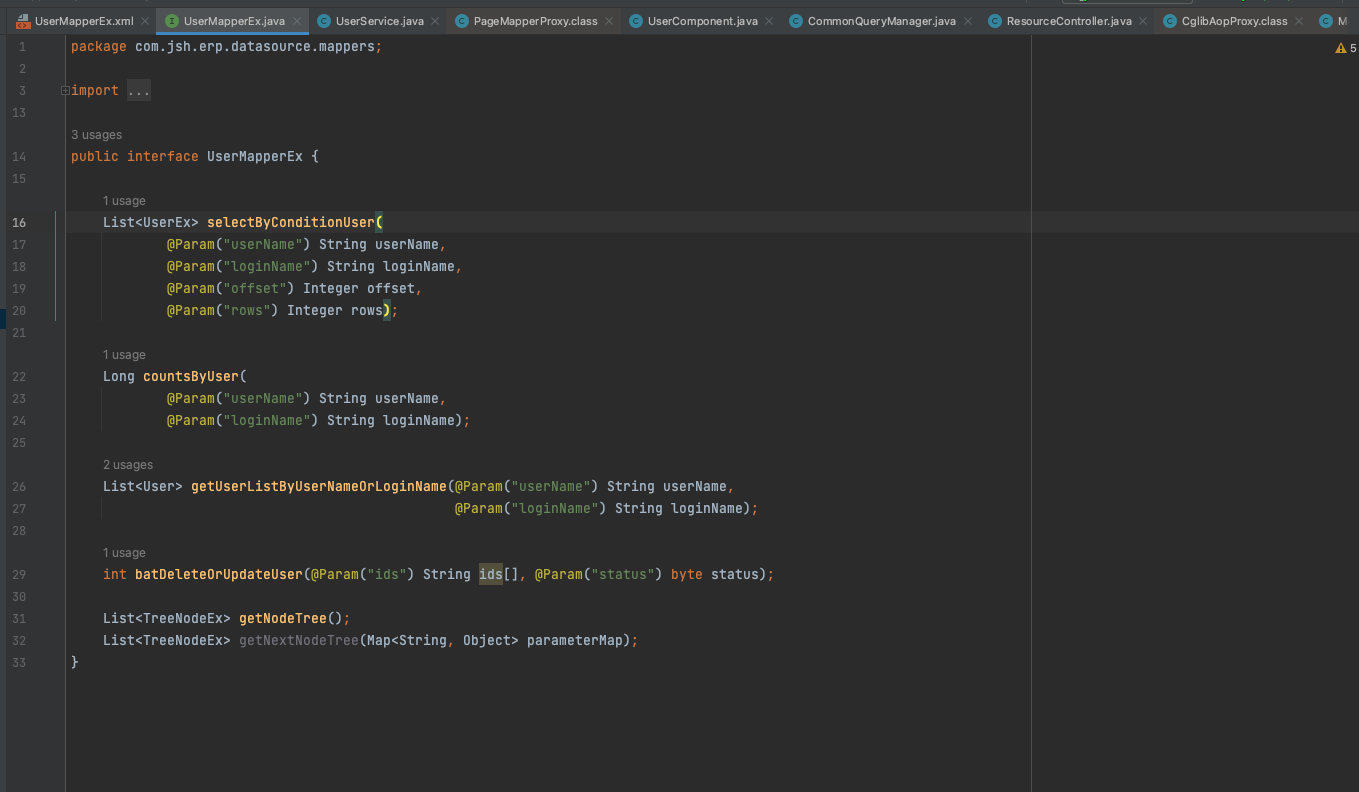 UserMapperEx.xml UserMapperEx.java UserService.java PageMapperProxy.class UserComponent.java CommonQueryManager.java ResourceController.java CglibAopProxy.class M
1 package com.jsh.erp.datasource.mappers; 5
2
3 import ...
13
3 usages
14 public interface UserMapperEx {
15
1 usage
16 List<UserEx> selectByConditionUser(
17 @Param("userName") String userName,
18 @Param("loginName") String loginName,
19 @Param("offset") Integer offset,
20 @Param("rows") Integer rows);
21
1 usage
22 Long countsByUser(
23 @Param("userName") String userName,
24 @Param("loginName") String loginName);
25
2 usages
26 List<User> getUserListByUserNameOrLoginName(@Param("userName") String userName,
27 @Param("loginName") String loginName);
28
1 usage
29 int batDeleteOrUpdateUser(@Param("ids") String ids[], @Param("status") byte status);
30
31 List<TreeNodeEx> getNodeTree();
32 List<TreeNodeEx> getNextNodeTree(Map<String, Object> parameterMap);
33 }